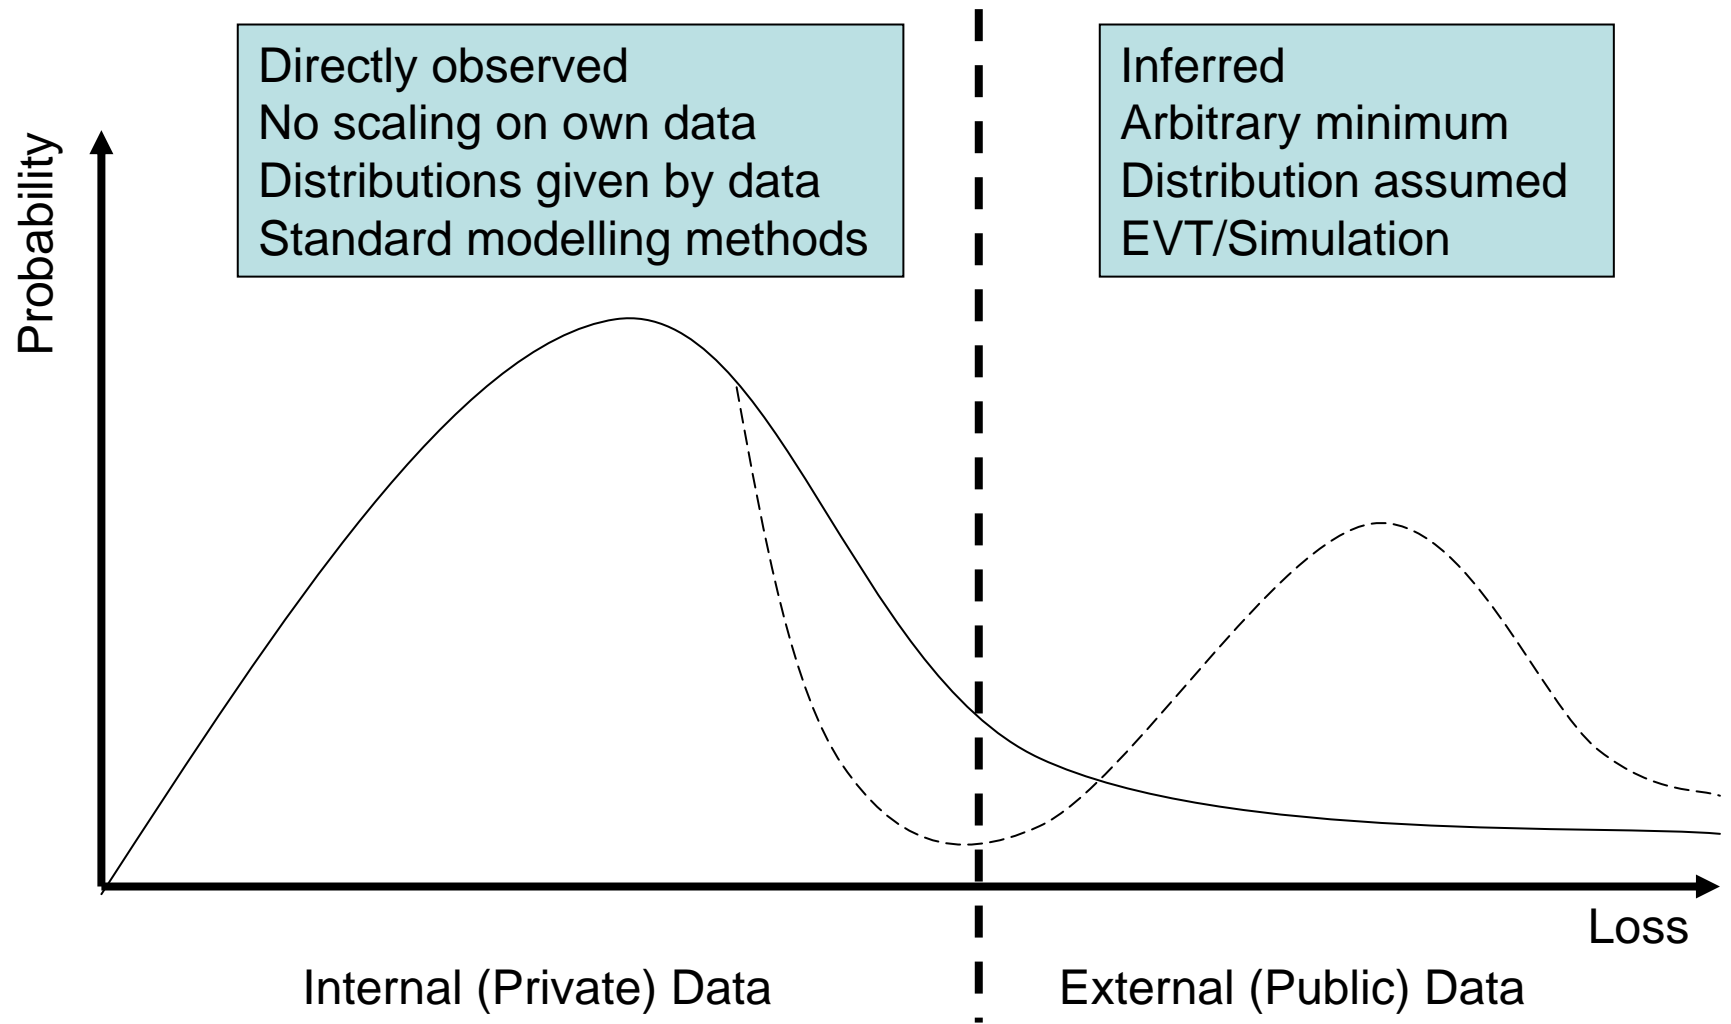 Directly observed
No scaling on own data
Distributions given by data
Standard modelling methods
Inferred
Arbitrary minimum
Distribution assumed
EVT/Simulation
Probability
Loss
Internal (Private) Data
External (Public) Data